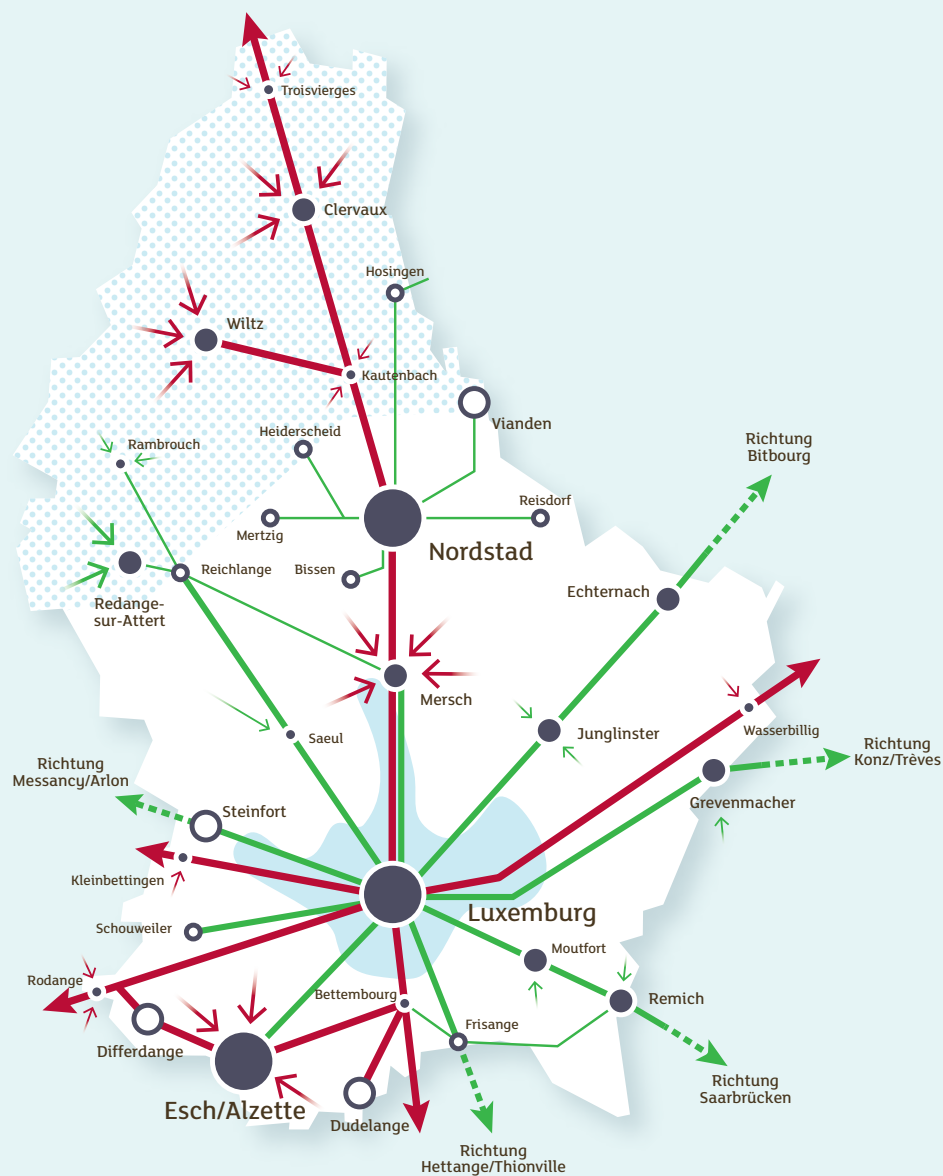 Troisvierges
Clervaux
Hosingen
Wiltz
Kautenbach
Vianden
Heiderscheid
Rambrouch
Richtung
Bitbourg
Reisdorf
Mertzig
Nordstad
Bissen
Reichlange
Echternach
Redange-
sur-Attert
Mersch
Saeul
Junglinster
Wasserbillig
Richtung
Konz/Trèves
Richtung
Messancy/Arlon
Grevenmacher
Steinfort
Kleinbettingen
Luxemburg
Schouweiler
Moutfort
Rodange
Bettembourg
Remich
Frisange
Differdange
Richtung
Saarbrücken
Esch/Alzette
Dudelange
Richtung
Hettange/Thionville